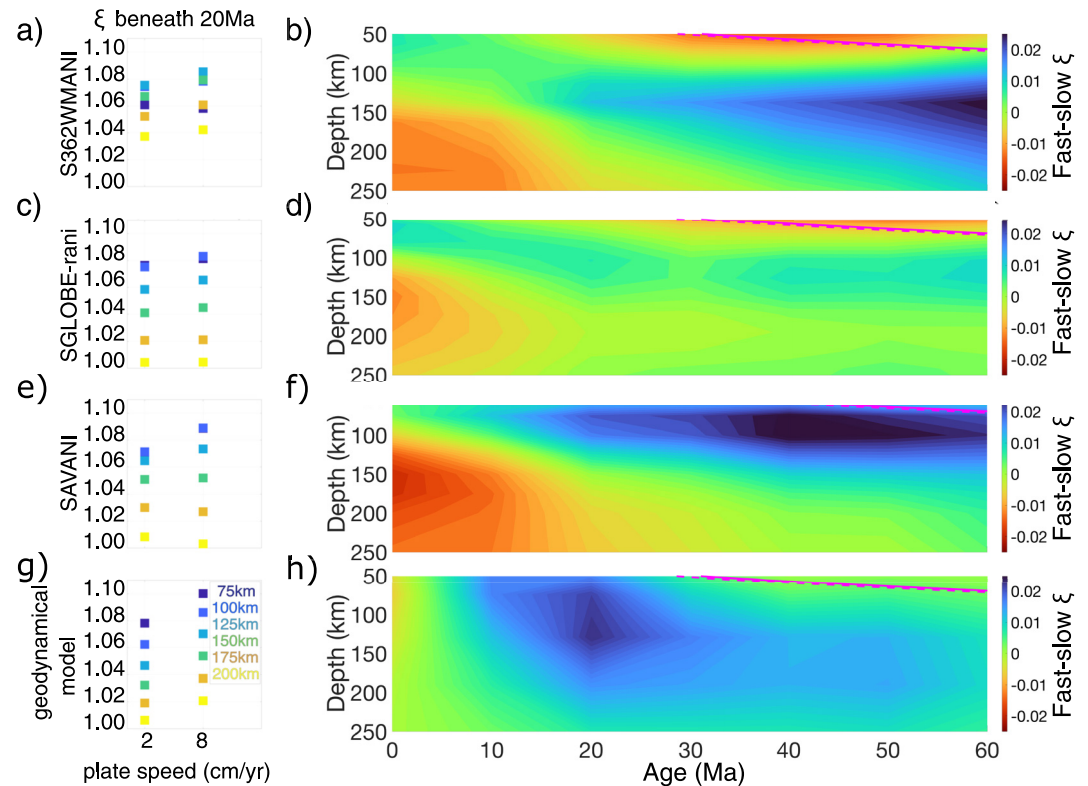 ξ beneath 20Ma
a)
S362WMANI
1.10
1.08
1.06
1.04
1.02
1.00
b)
Depth (km)
50
100
150
200
250
0.02
0.01
0
-0.01
-0.02
Fast-slow ξ
c)
SGLOBE-rani
1.10
1.08
1.06
1.04
1.02
1.00
d)
Depth (km)
50
100
150
200
250
0.02
0.01
0
-0.01
-0.02
Fast-slow ξ
e)
SAVANI
1.10
1.08
1.06
1.04
1.02
1.00
f)
Depth (km)
100
150
200
250
0.02
0.01
0
-0.01
-0.02
Fast-slow ξ
g)
geodynamical
model
1.10
1.08
1.06
1.04
1.02
1.00
75km
100km
125km
150km
175km
200km
2 8
plate speed (cm/yr)
h)
Depth (km)
50
100
150
200
250
0 10 20 30 40 50 60
Age (Ma)
0.02
0.01
0
-0.01
-0.02
Fast-slow ξ